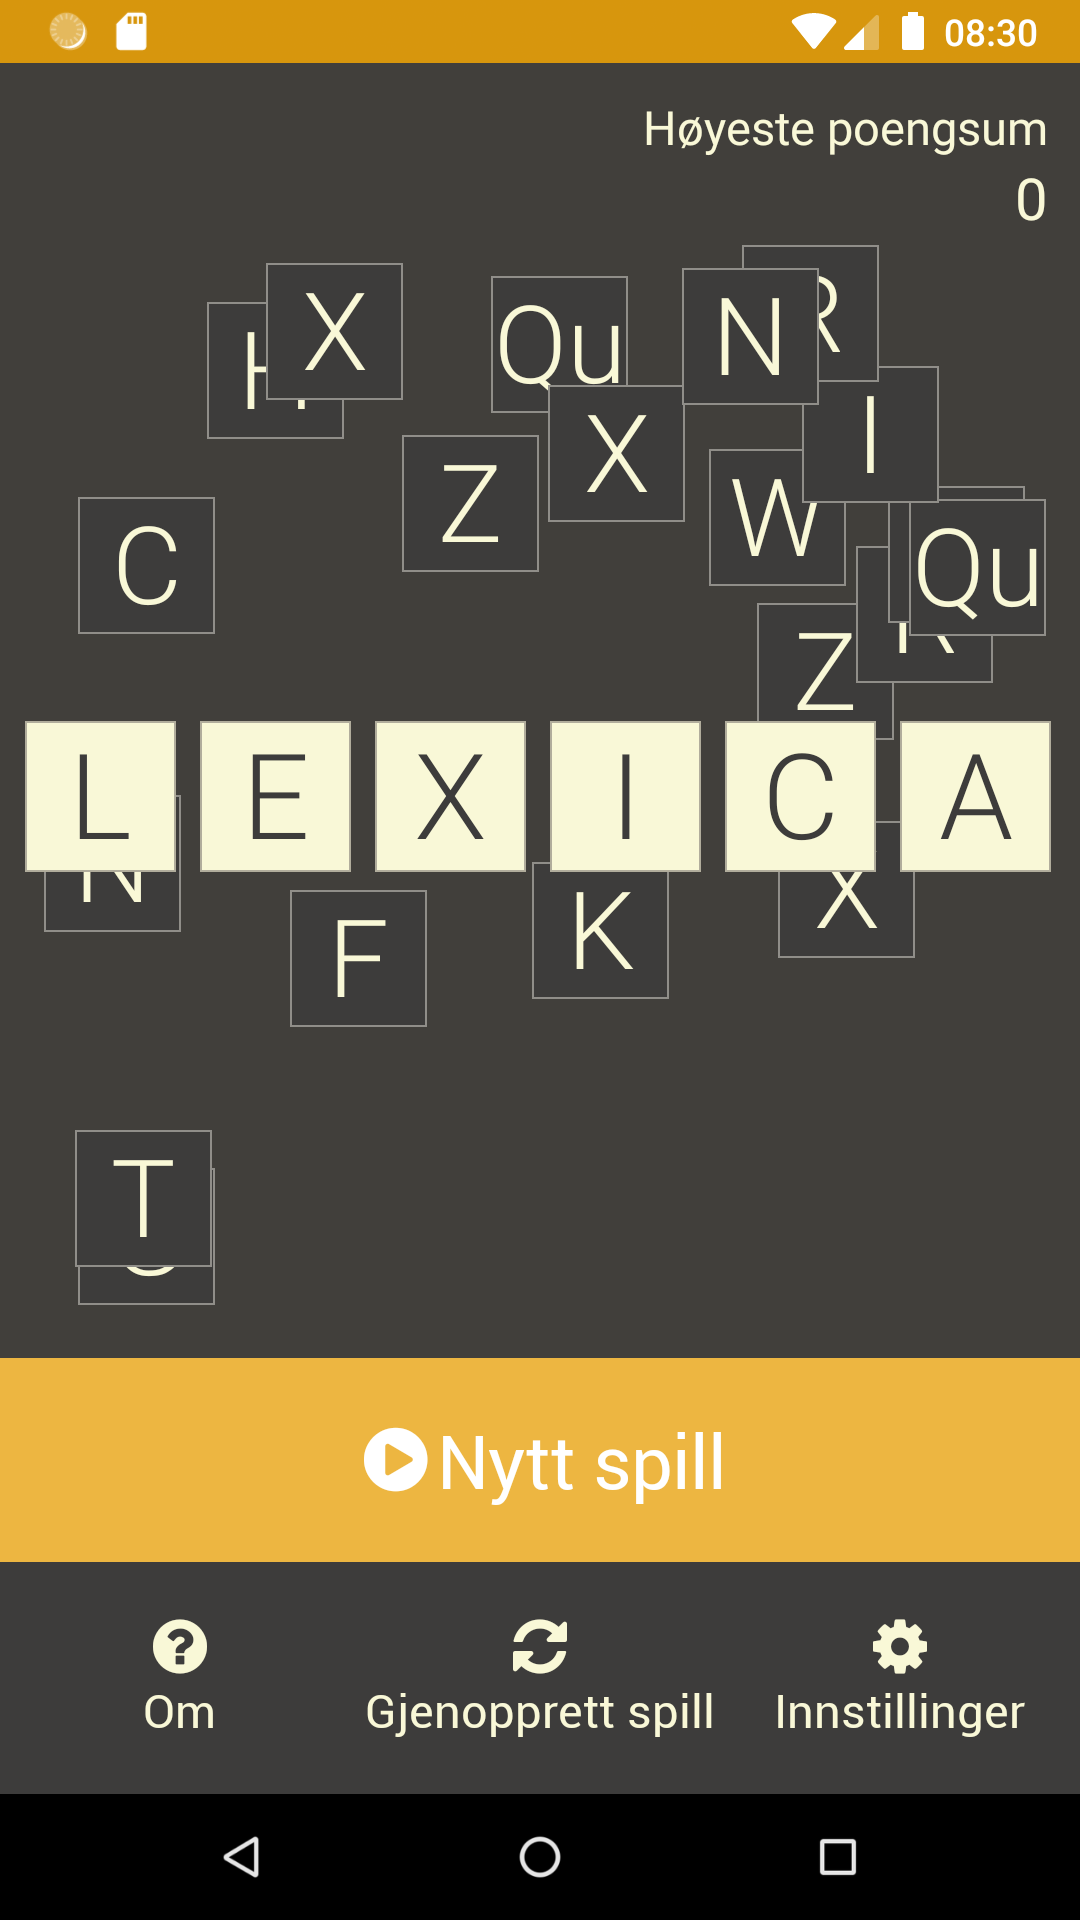 08:30
Høyeste poengsum
0
R
X
N
Qu
H
I
X
Z
W
C
Qu
R
Z
L E X I C A
N
X
K
F
T
Nytt spill
Om
Gjenopprett spill
Innstillinger